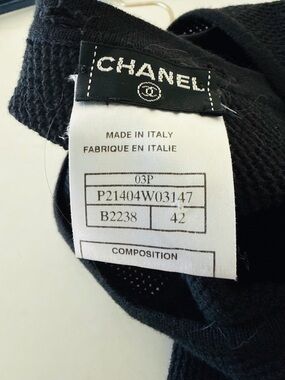 CHANEL
MADE IN ITALY
FABRIQUE EN ITALIE
03P
P21404W03147
B2238 42
COMPOSITION